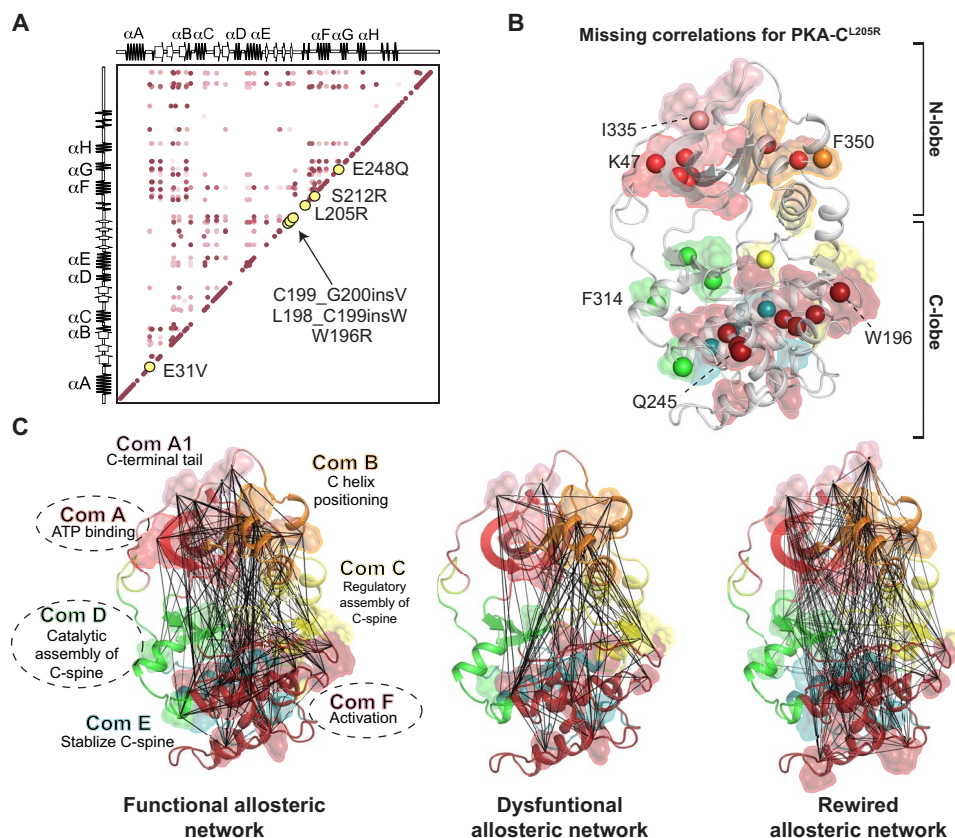 A
αA
αB
αC
αD
αE
αF
αG
αH
αH
αG
αF
αE
αD
αC
αB
αA
E248Q
S212R
L205R
C199_G200insV
L198_C199insW
W196R
E31V
B
Missing correlations for PKA-C^L205R
I335
K47
F350
F314
W196
Q245
N-lobe
C-lobe
C
Com A1
C-terminal tail
Com B
C helix
positioning
Com A
ATP binding
Com C
Regulatory
assembly of
C-spine
Com D
Catalytic
assembly of
C-spine
Com F
Activation
Com E
Stablize C-spine
Functional allosteric
network
Dysfuntional
allosteric network
Rewired
allosteric network